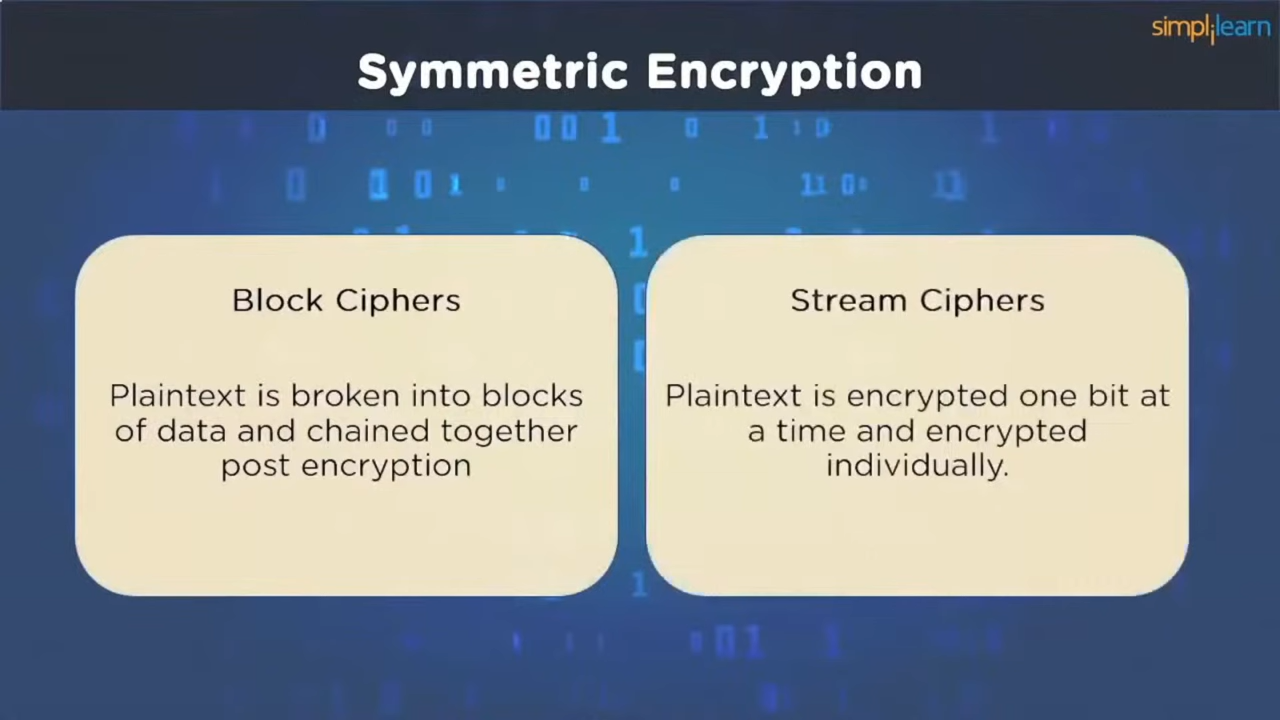 simplilearn
Symmetric Encryption
Block Ciphers
Plaintext is broken into blocks
of data and chained together
post encryption
Stream Ciphers
Plaintext is encrypted one bit at
a time and encrypted
individually.